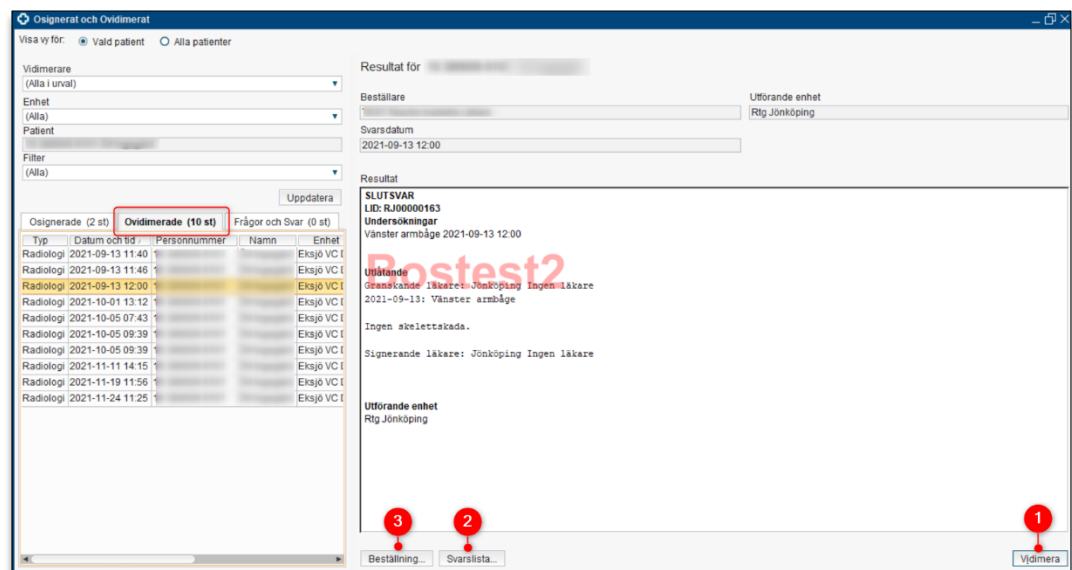 Osignerat och Ovidimerat
Visa vy för: Vald patient Alla patienter
Vidimerare
(Alla i urval)
Enhet
(Alla)
Patient
Filter
(Alla)
Uppdatera
Osignerade (2 st) Ovidimerade (10 st) Frågor och Svar (0 st)
Typ Datum och tid Personnummer Namn Enhet
Radiologi 2021-09-13 11:40 Eksjö VC
Radiologi 2021-09-13 11:46 Eksjö VC
Radiologi 2021-09-13 12:00 Eksjö VC
Radiologi 2021-10-01 13:12 Eksjö VC
Radiologi 2021-10-05 07:43 Eksjö VC
Radiologi 2021-10-05 09:39 Eksjö VC
Radiologi 2021-10-05 09:39 Eksjö VC
Radiologi 2021-11-11 14:15 Eksjö VC
Radiologi 2021-11-19 11:56 Eksjö VC
Radiologi 2021-11-24 11:25 Eksjö VC
Resultat för
Beställare
Utförande enhet
Rtg Jönköping
Svarsdatum
2021-09-13 12:00
Resultat
SLUTSVAR
LID: RJ00000163
Undersökningar
Vänster armbåge 2021-09-13 12:00
Bostest2
Utlåtande
Granskande läkare: Jönköping Ingen läkare
2021-09-13: Vänster armbåge
Ingen skelettskada.
Signerande läkare: Jönköping Ingen läkare
Utförande enhet
Rtg Jönköping
3
2
1
Beställning... Svarslista... Vidimera